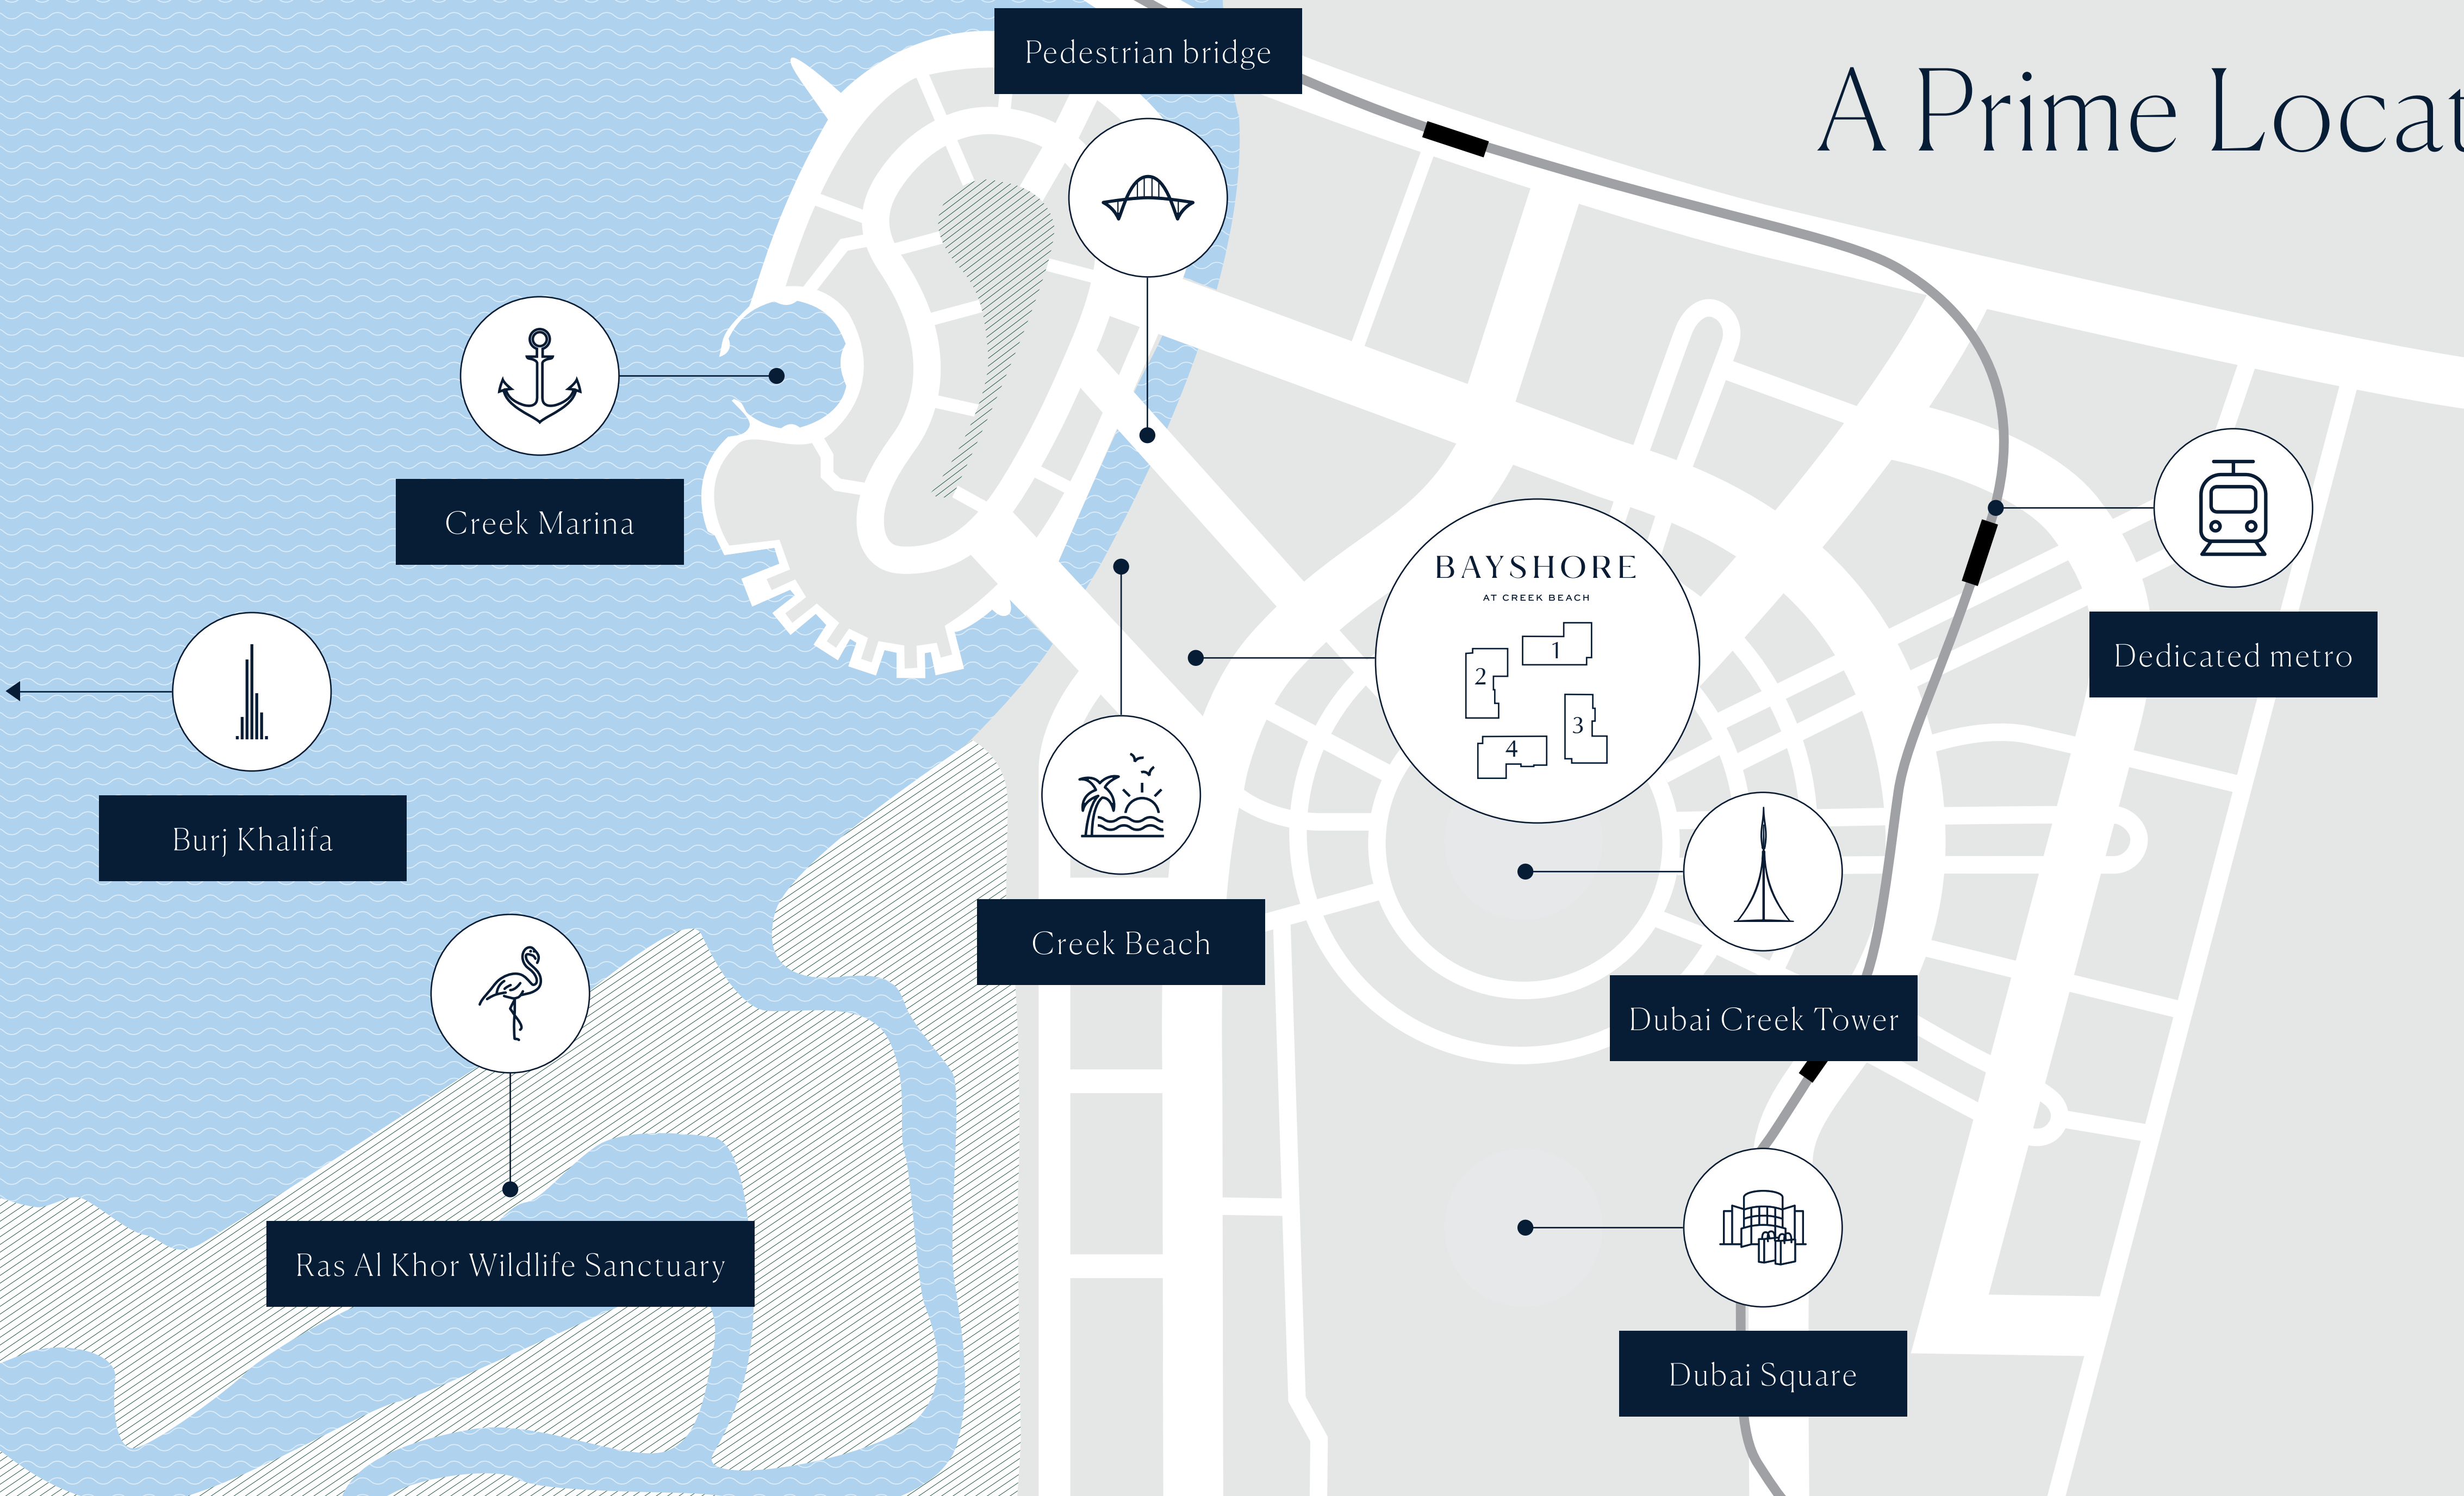 Pedestrian bridge
A Prime Locat
Creek Marina
BAYSHORE
AT CREEK BEACH
1
2
3
4
Dedicated metro
Burj Khalifa
Creek Beach
Dubai Creek Tower
Ras Al Khor Wildlife Sanctuary
Dubai Square